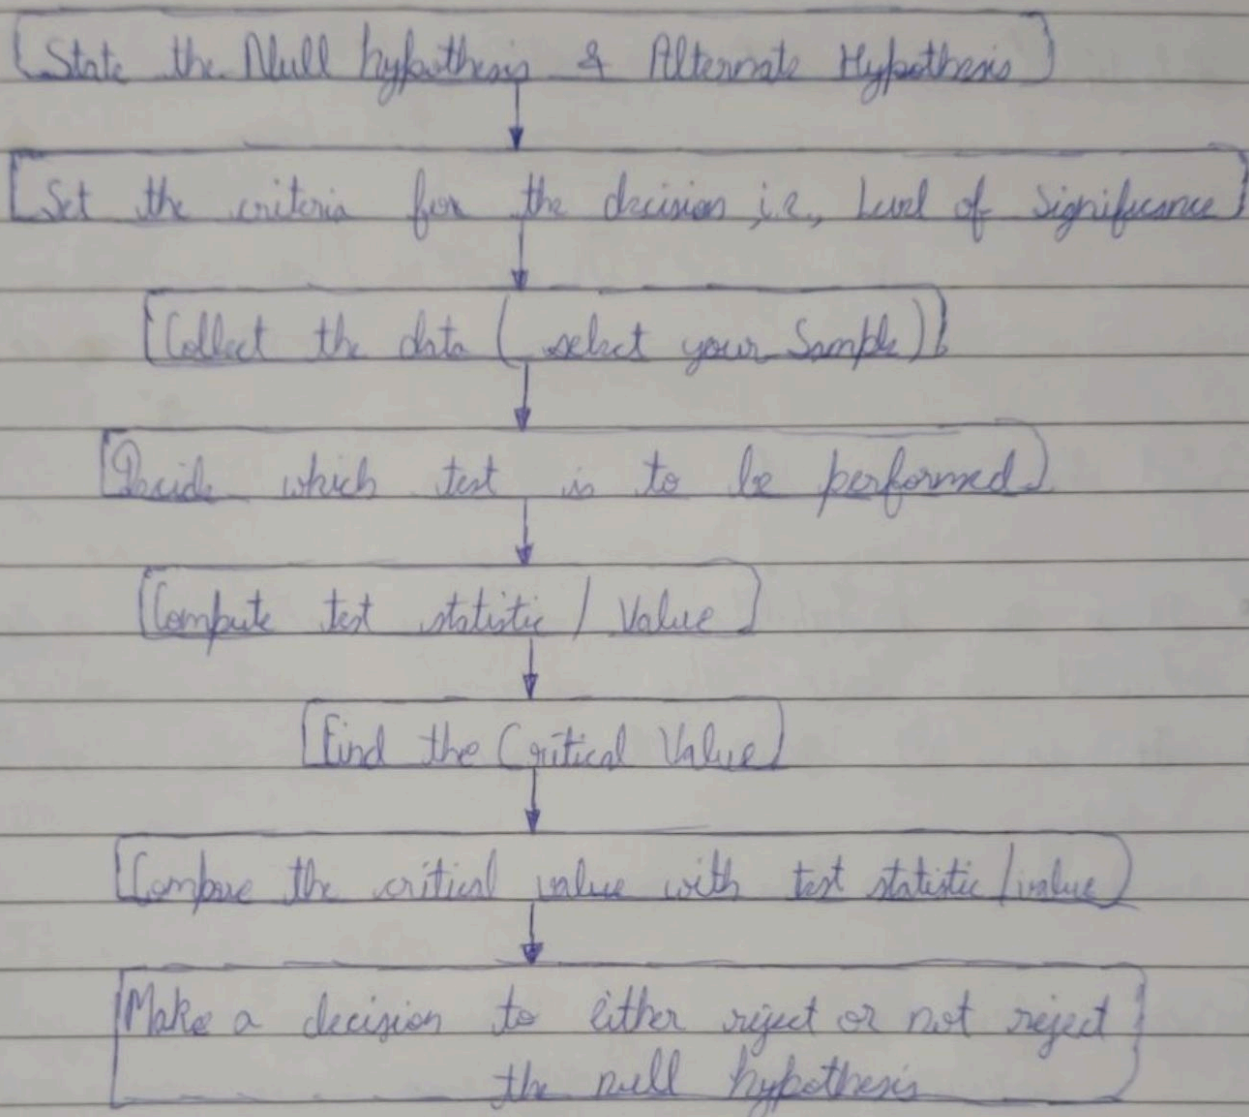 State the Null hypothesis & Alternate Hypothesis
Set the criteria for the decision i.e., Level of Significance
Collect the data ( select your Sample)
Decide which test is to be performed
Compute test statistic / Value
Find the Critical Value
Compare the critical value with test statistic / value
Make a decision to either reject or not reject
the null hypothesis